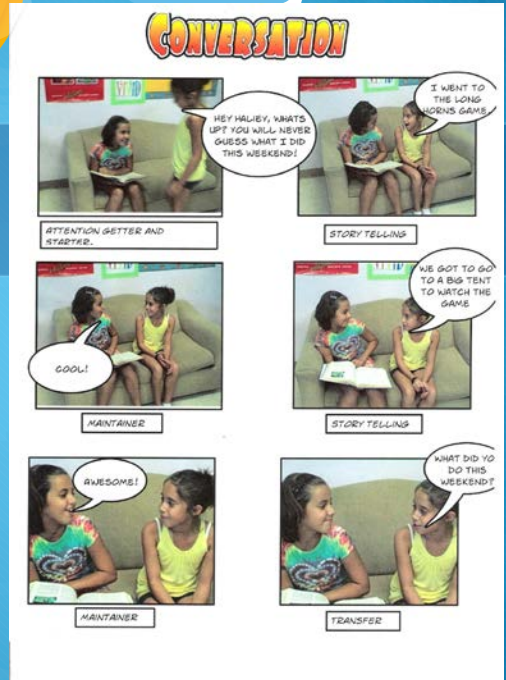 CONVERSATION
HEY HALIEY, WHATS
UP? YOU WILL NEVER
GUESS WHAT I DID
THIS WEEKEND!
I WENT TO
THE LONG
HORNS GAME.
ATTENTION GETTER AND
STARTER.
STORY TELLING
COOL!
WE GOT TO GO
TO A BIG TENT
TO WATCH THE
GAME
MAINTAINER
STORY TELLING
AWESOME!
WHAT DID YO
DO THIS
WEEKEND?
MAINTAINER
TRANSFER